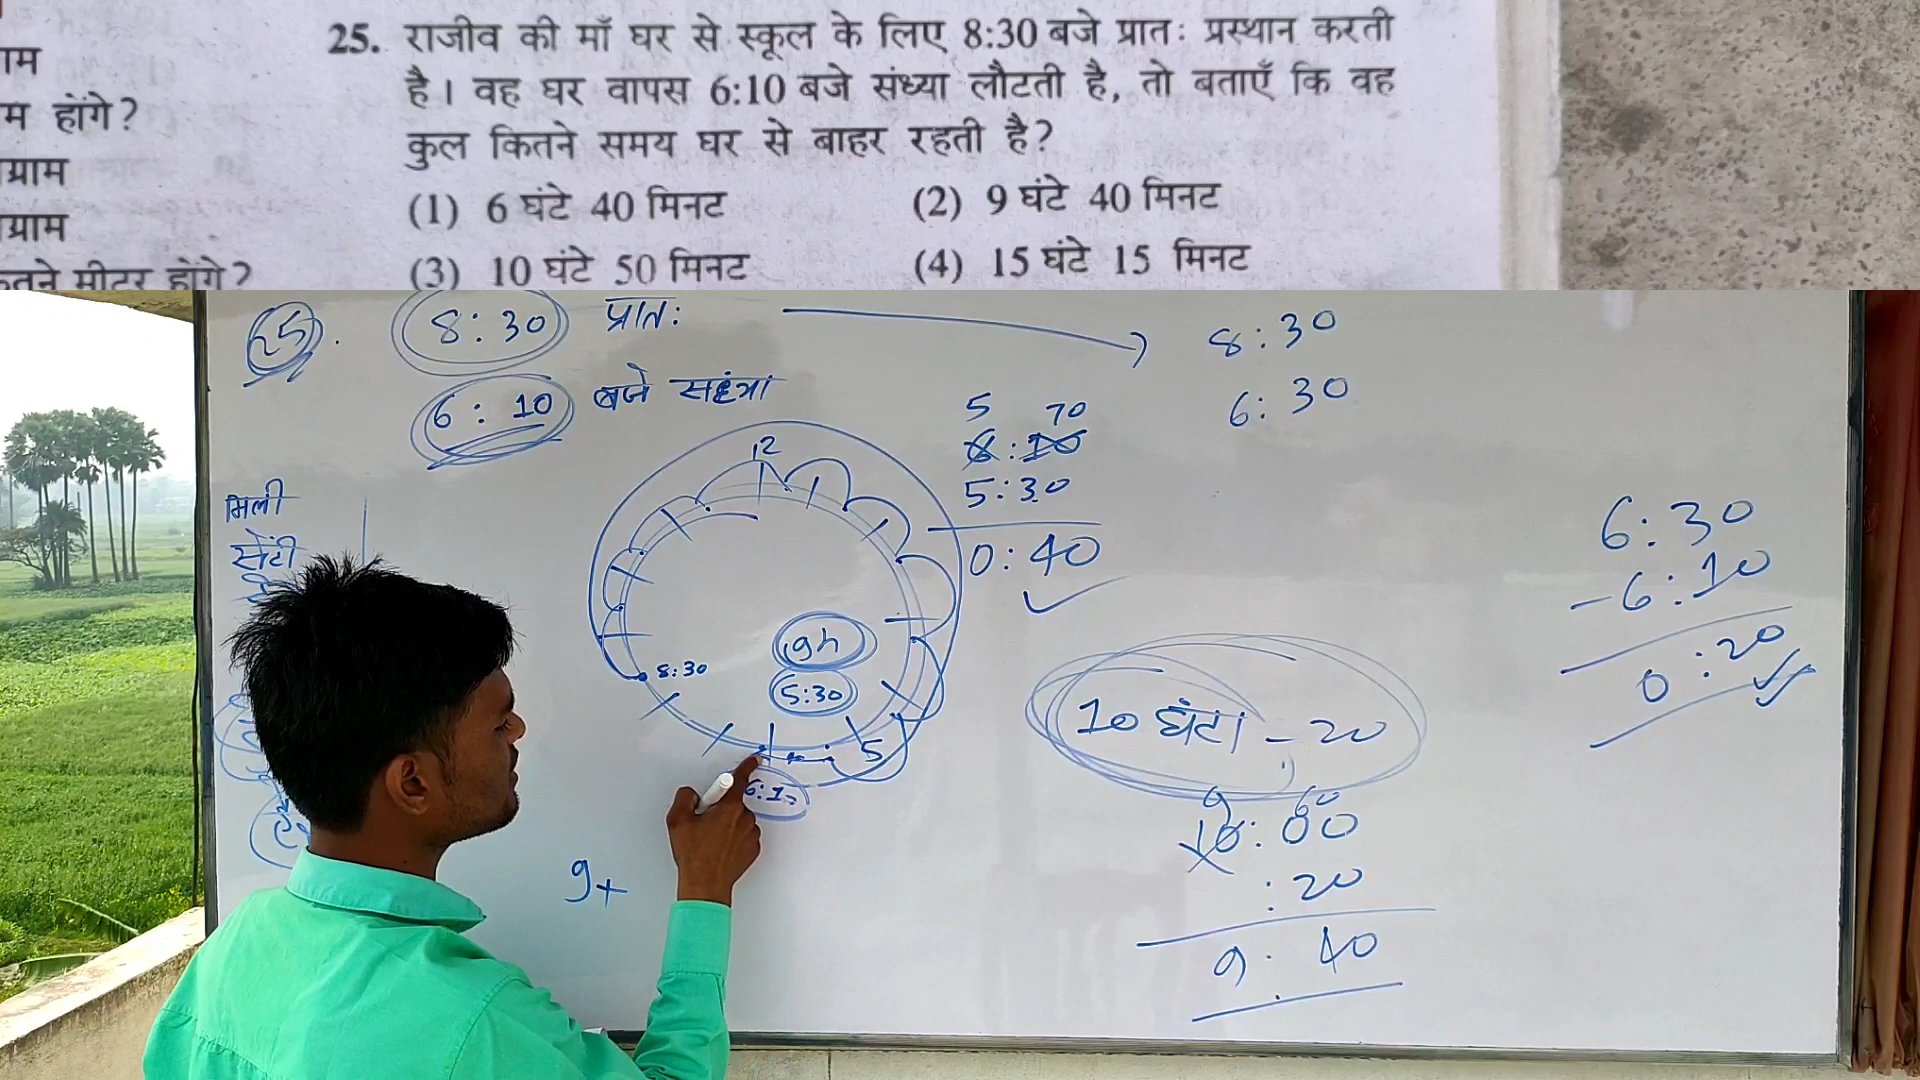 ाम
म होंगे?
ग्राम
ग्राम
कतने मीटर होंगे?
25. राजीव की माँ घर से स्कूल के लिए 8:30 बजे प्रातः प्रस्थान करती
है। वह घर वापस 6:10 बजे संध्या लौटती है, तो बताएँ कि वह
कुल कितने समय घर से बाहर रहती है?
(1) 6 घंटे 40 मिनट (2) 9 घंटे 40 मिनट
(3) 10 घंटे 50 मिनट (4) 15 घंटे 15 मिनट
25. 8:30 प्रातः
6:10 बजे
मिली
सेंटी
12
8:30
9h
5:30
5
6:10
9+
5 70
6:10
5:30
0:40
8:30
6:30
10 घंटा - 20
9 60
10:00
:20
9:40
6:30
-6:10
0:20